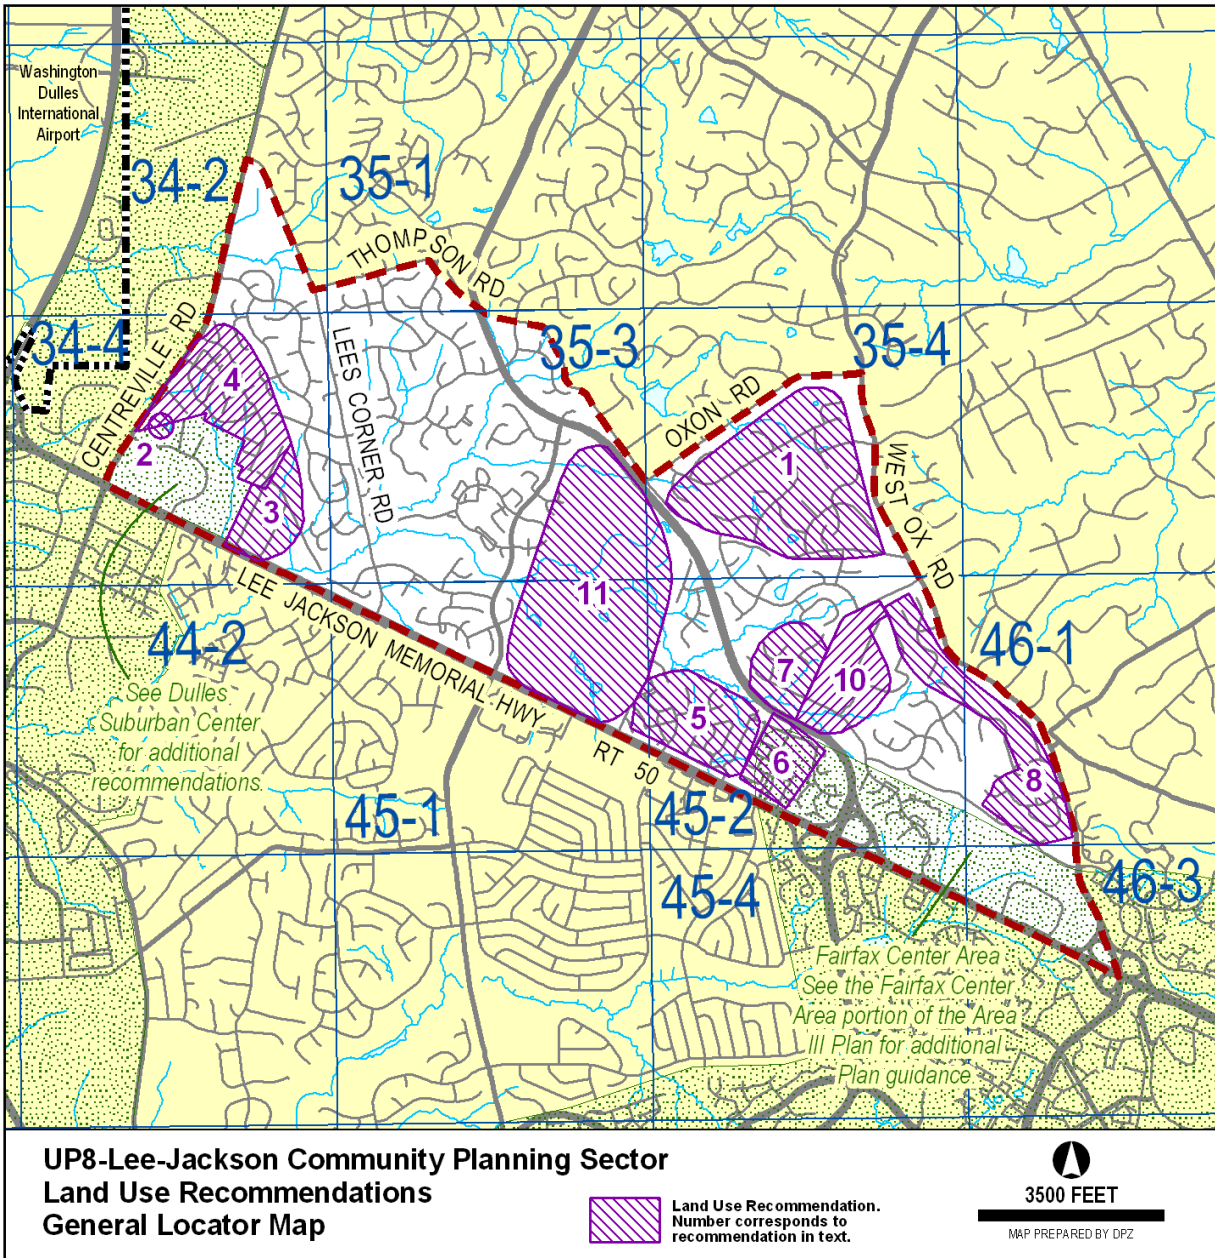 Washington
Dulles
International
Airport
34-2
35-1
THOMPSON RD
34-4
CENTREVILLE RD
LEES CORNER RD
35-3
35-4
OXON RD
WEST OX RD
4
2
3
1
11
LEE JACKSON MEMORIAL HWY
RT 50
44-2
46-1
7
10
5
6
8
See Dulles
Suburban Center
for additional
recommendations.
45-1
45-2
45-4
46-3
Fairfax Center Area
See the Fairfax Center
Area portion of the Area
III Plan for additional
Plan guidance
UP8-Lee-Jackson Community Planning Sector
Land Use Recommendations
General Locator Map
Land Use Recommendation.
Number corresponds to
recommendation in text.
3500 FEET
MAP PREPARED BY DPZ